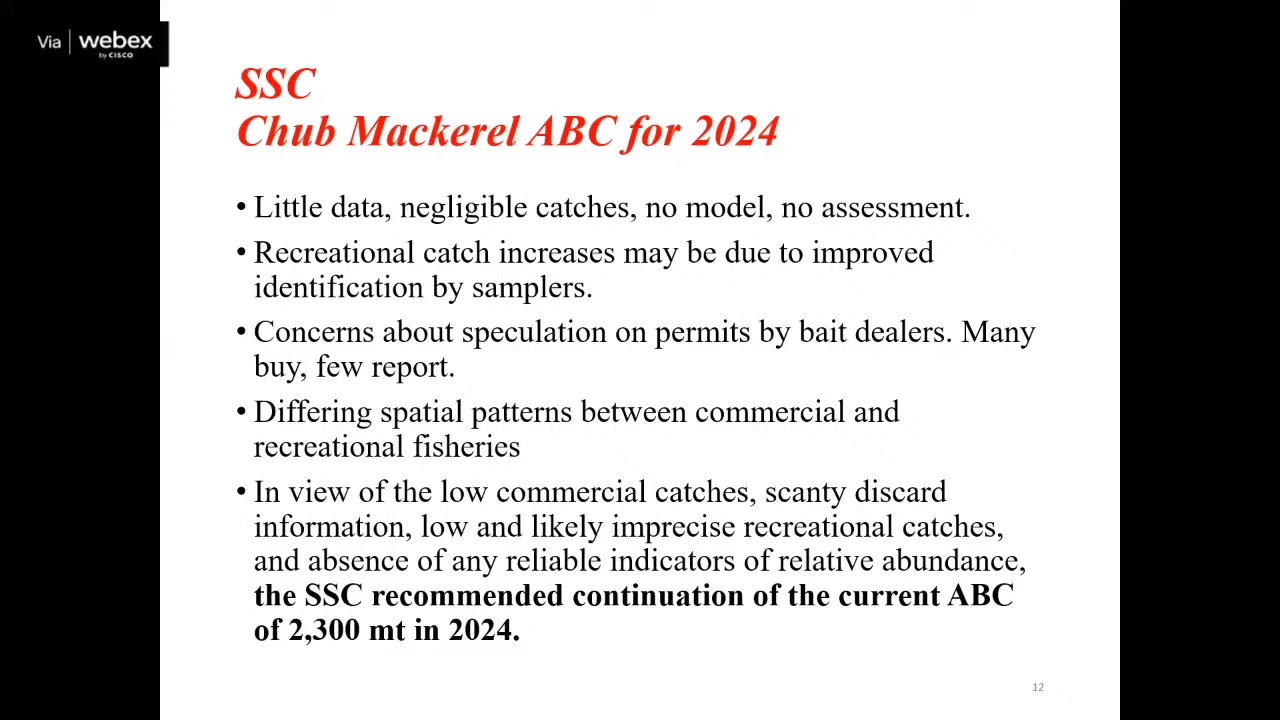 Via webex
by CISCO
SSC
Chub Mackerel ABC for 2024
• Little data, negligible catches, no model, no assessment.
• Recreational catch increases may be due to improved
identification by samplers.
• Concerns about speculation on permits by bait dealers. Many
buy, few report.
• Differing spatial patterns between commercial and
recreational fisheries
• In view of the low commercial catches, scanty discard
information, low and likely imprecise recreational catches,
and absence of any reliable indicators of relative abundance,
the SSC recommended continuation of the current ABC
of 2,300 mt in 2024.
12